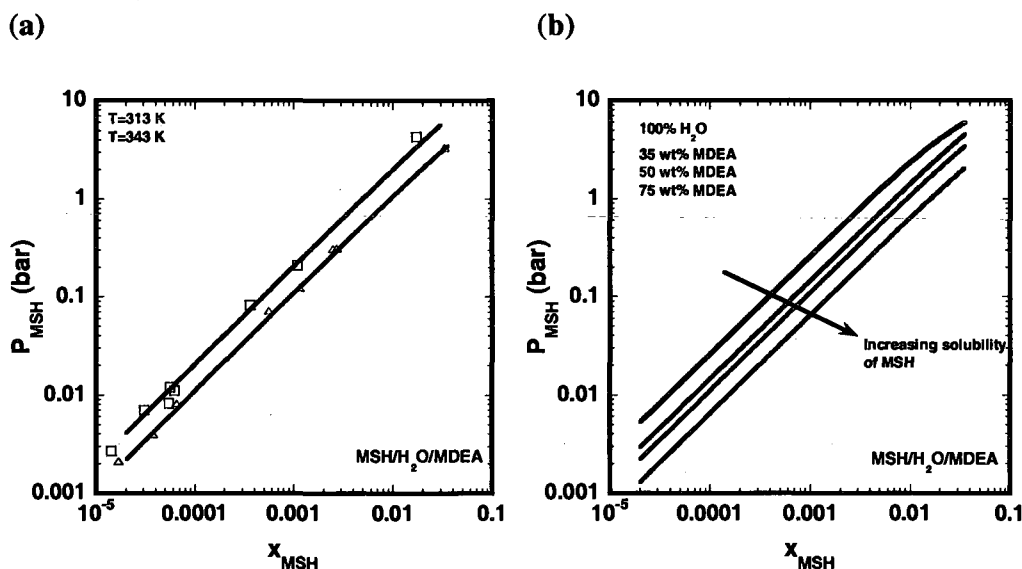 (a)
T=313 K
T=343 K
MSH/H₂O/MDEA
10
1
0.1
0.01
0.001
10⁻⁵
0.0001
0.001
0.01
0.1
P_MSH (bar)
x_MSH
(b)
100% H₂O
35 wt% MDEA
50 wt% MDEA
75 wt% MDEA
Increasing solubility
of MSH
MSH/H₂O/MDEA
10
1
0.1
0.01
0.001
10⁻⁵
0.0001
0.001
0.01
0.1
P_MSH (bar)
x_MSH